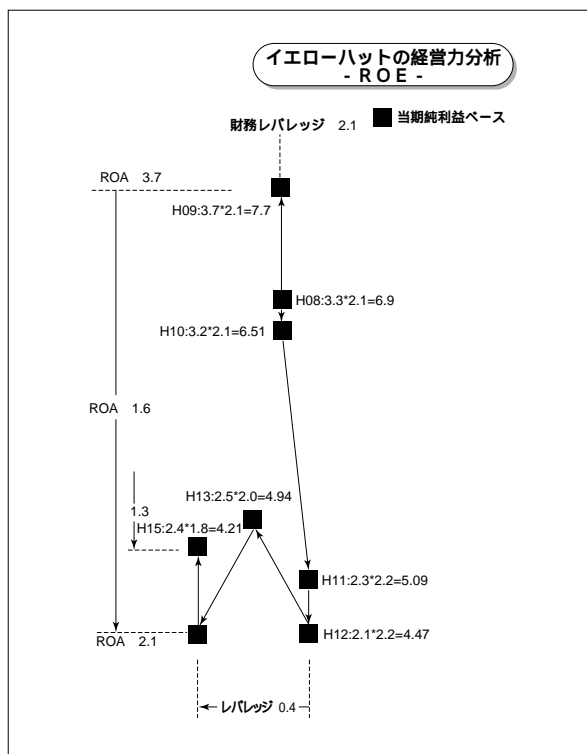 イエローハットの経営力分析
- ＲＯＥ -
財務レバレッジ 2.1
■ 当期純利益ベース
ROA 3.7
H09:3.7*2.1=7.7
H08:3.3*2.1=6.9
H10:3.2*2.1=6.51
ROA 1.6
H13:2.5*2.0=4.94
1.3
H15:2.4*1.8=4.21
H11:2.3*2.2=5.09
H12:2.1*2.2=4.47
ROA 2.1
レバレッジ 0.4